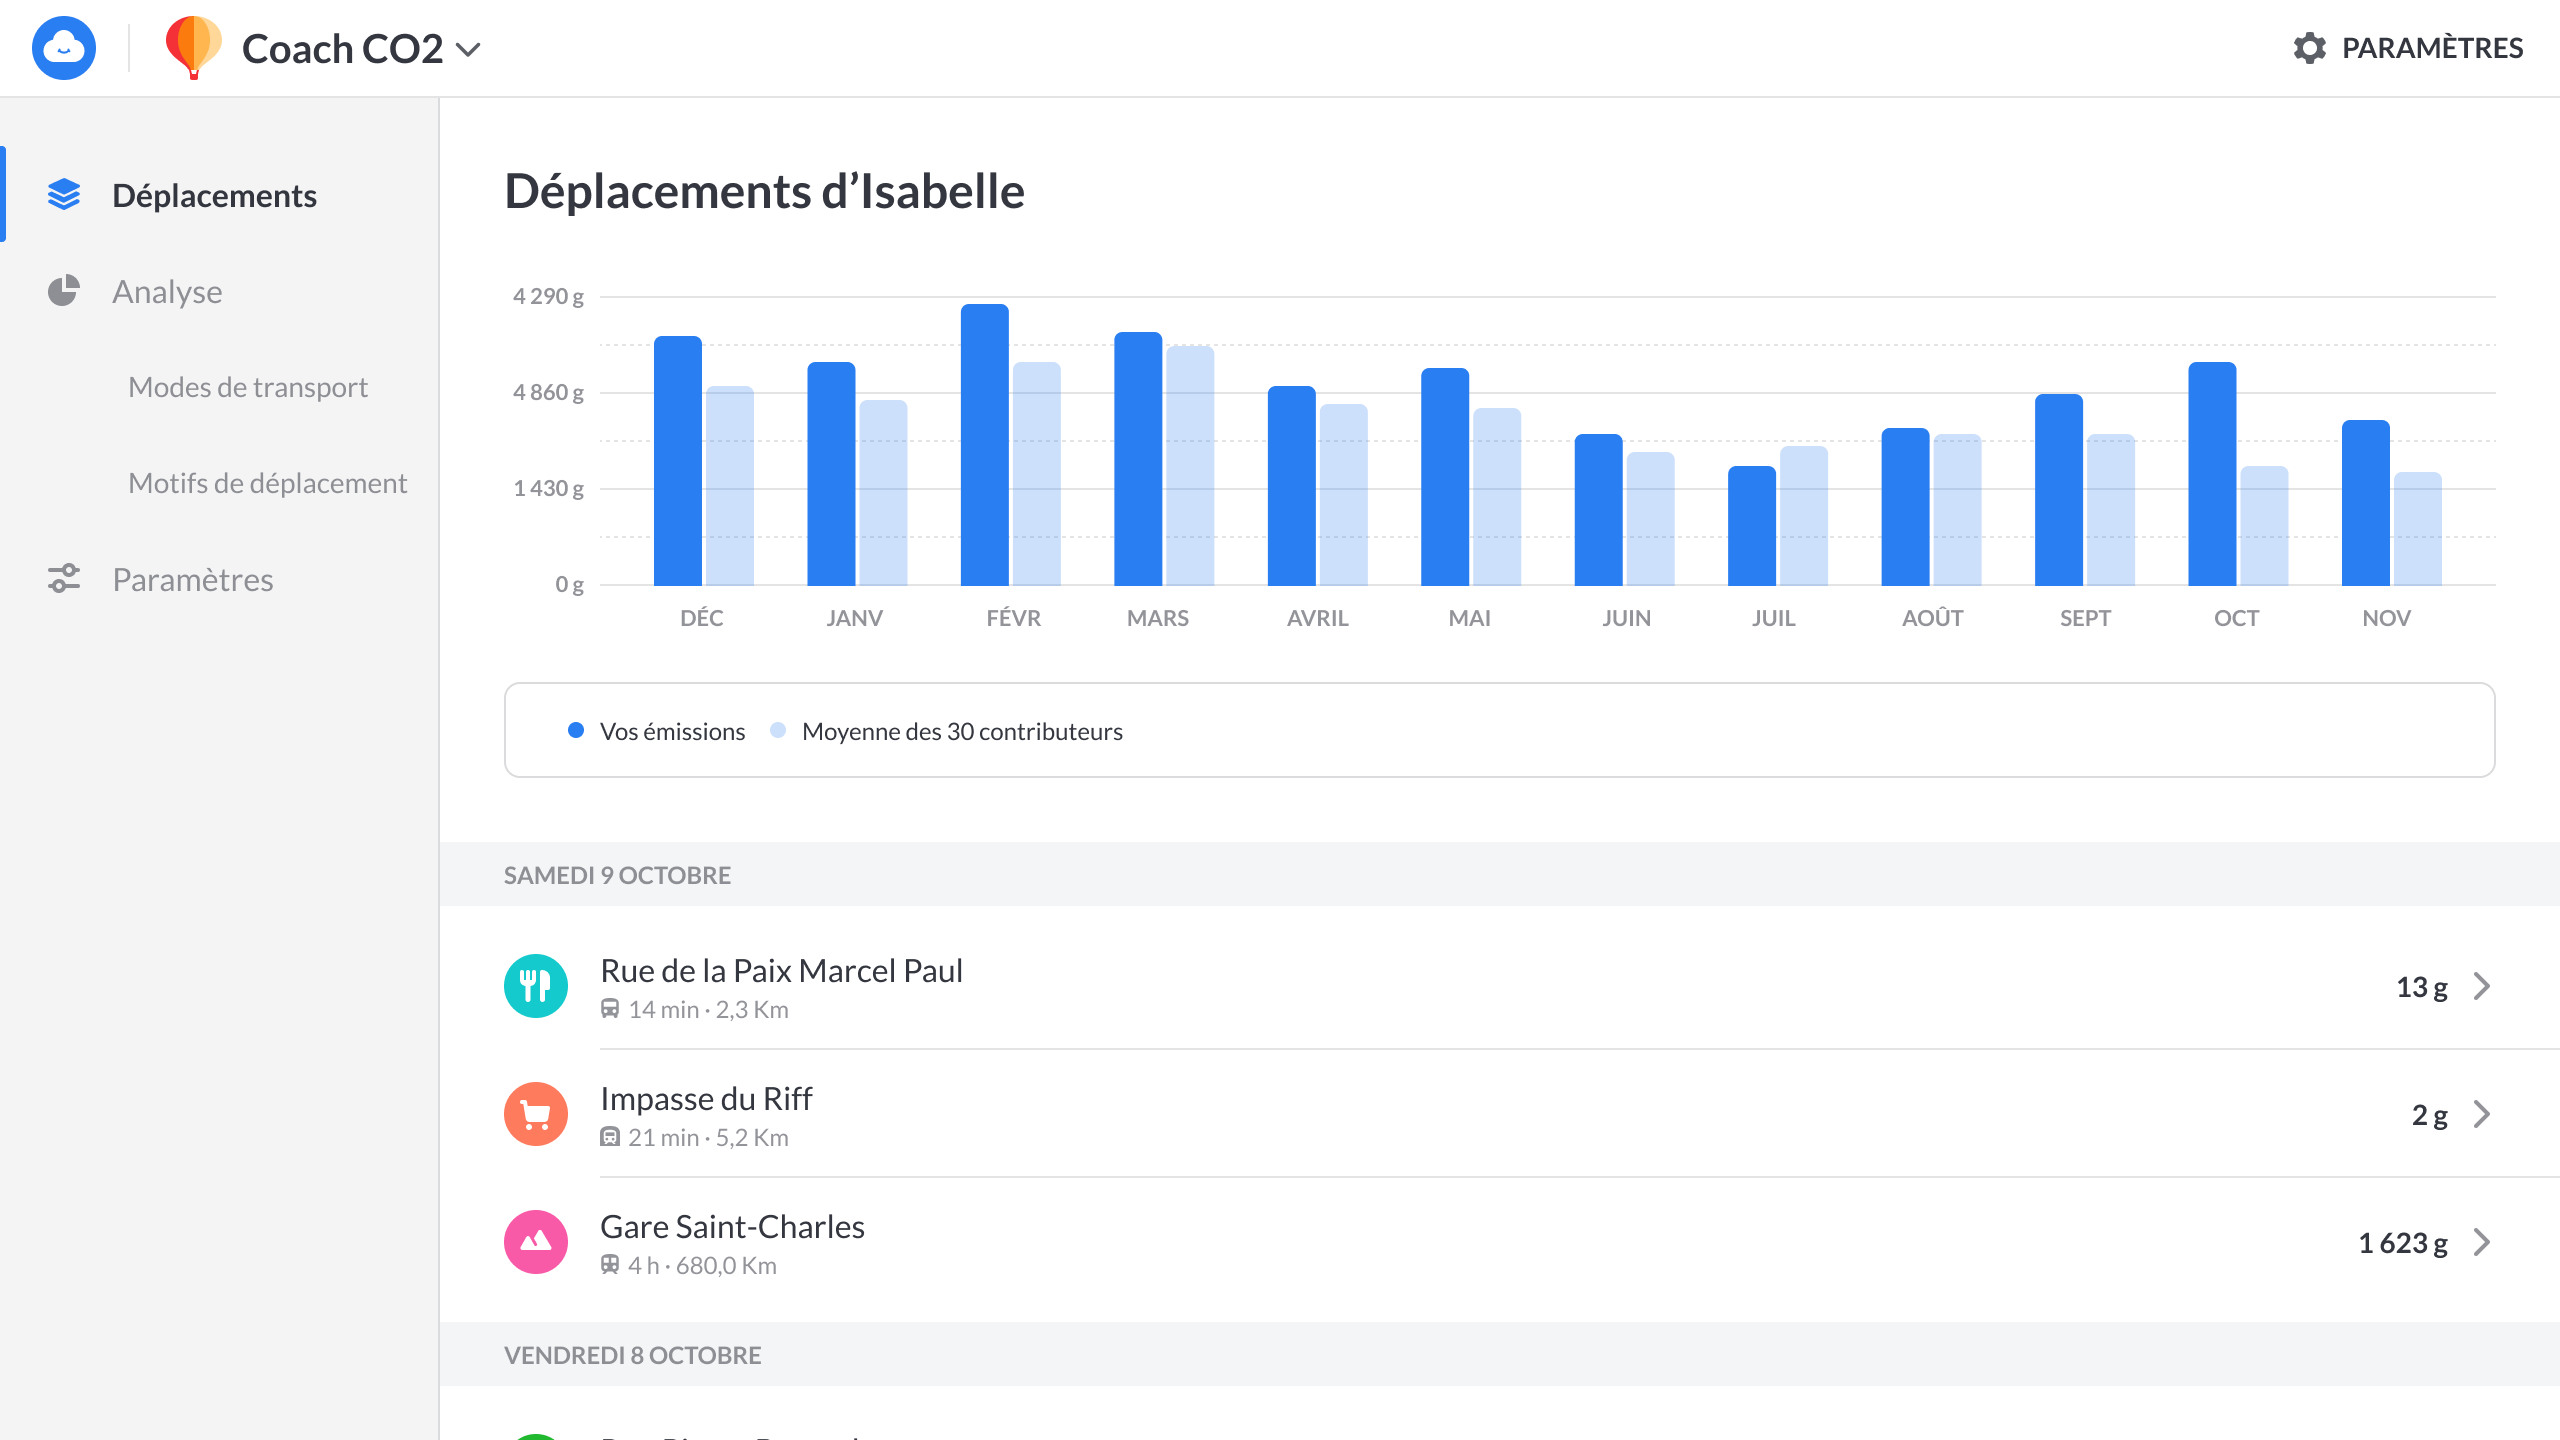 Coach CO2
PARAMÈTRES
Déplacements
Analyse
Modes de transport
Motifs de déplacement
Paramètres
Déplacements d’Isabelle
4 290 g
4 860 g
1 430 g
0 g
DÉC JANV FÉVR MARS AVRIL MAI JUIN JUIL AOÛT SEPT OCT NOV
Vos émissions Moyenne des 30 contributeurs
SAMEDI 9 OCTOBRE
Rue de la Paix Marcel Paul
14 min · 2,3 Km
13 g
Impasse du Riff
21 min · 5,2 Km
2 g
Gare Saint-Charles
4 h · 680,0 Km
1 623 g
VENDREDI 8 OCTOBRE